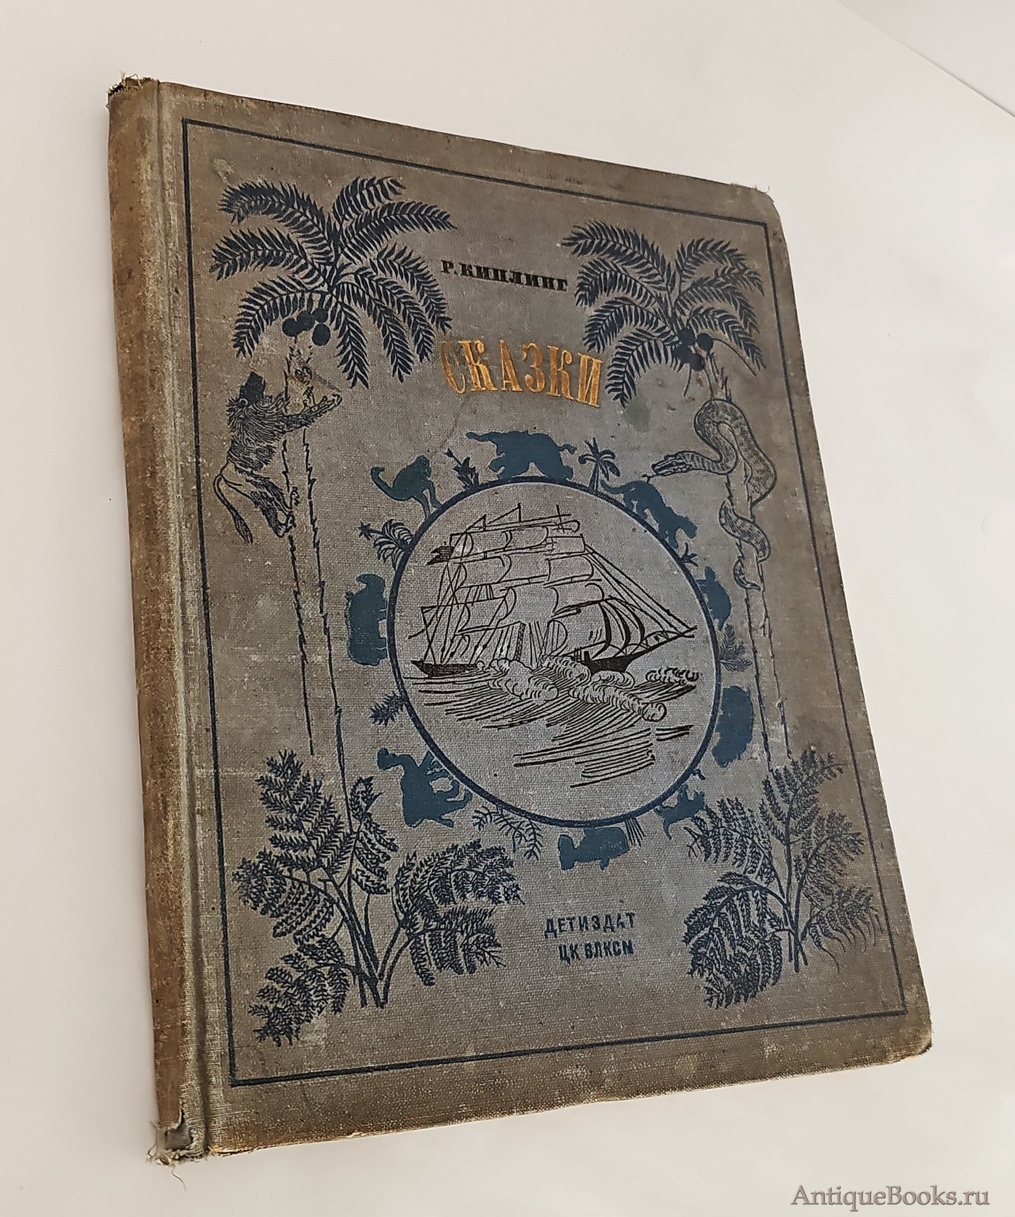 Р. КИПЛИНГ
СКАЗКИ
ДЕТИЗДАТ
ЦК ВЛКСМ
AntiqueBooks.ru